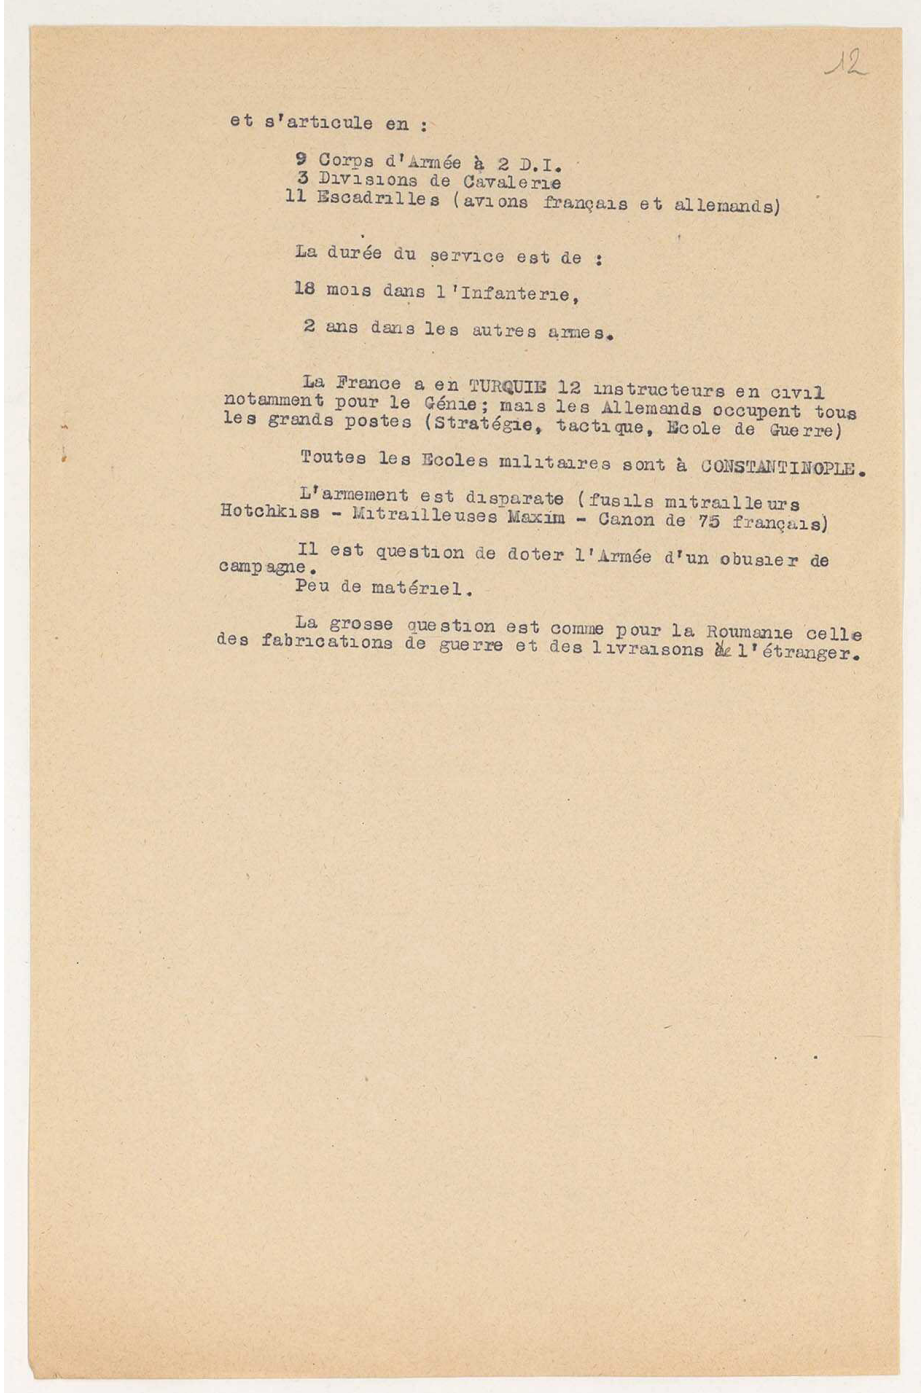 12
et s'articule en :
9 Corps d'Armée à 2 D.I.
3 Divisions de Cavalerie
11 Escadrilles (avions français et allemands)
La durée du service est de :
18 mois dans l'Infanterie,
2 ans dans les autres armes.
La France a en TURQUIE 12 instructeurs en civil
notamment pour le Génie; mais les Allemands occupent tous
les grands postes (Stratégie, tactique, Ecole de Guerre)
Toutes les Ecoles militaires sont à CONSTANTINOPLE.
L'armement est disparate (fusils mitrailleurs
Hotchkiss - Mitrailleuses Maxim - Canon de 75 français)
Il est question de doter l'Armée d'un obusier de
campagne.
Peu de matériel.
La grosse question est comme pour la Roumanie celle
des fabrications de guerre et des livraisons de l'étranger.